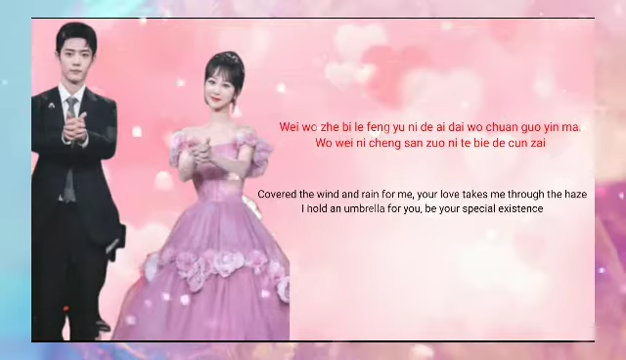 Wei wo zhe bi le feng yu ni de ai dai wo chuan guo yin mai
Wo wei ni cheng san zuo ni te bie de cun zai
Covered the wind and rain for me, your love takes me through the haze
I hold an umbrella for you, be your special existence